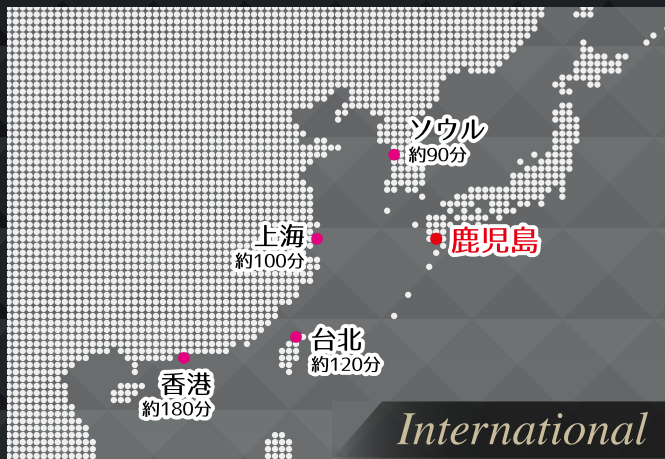 ソウル
約90分
上海
約100分
鹿児島
台北
約120分
香港
約180分
International